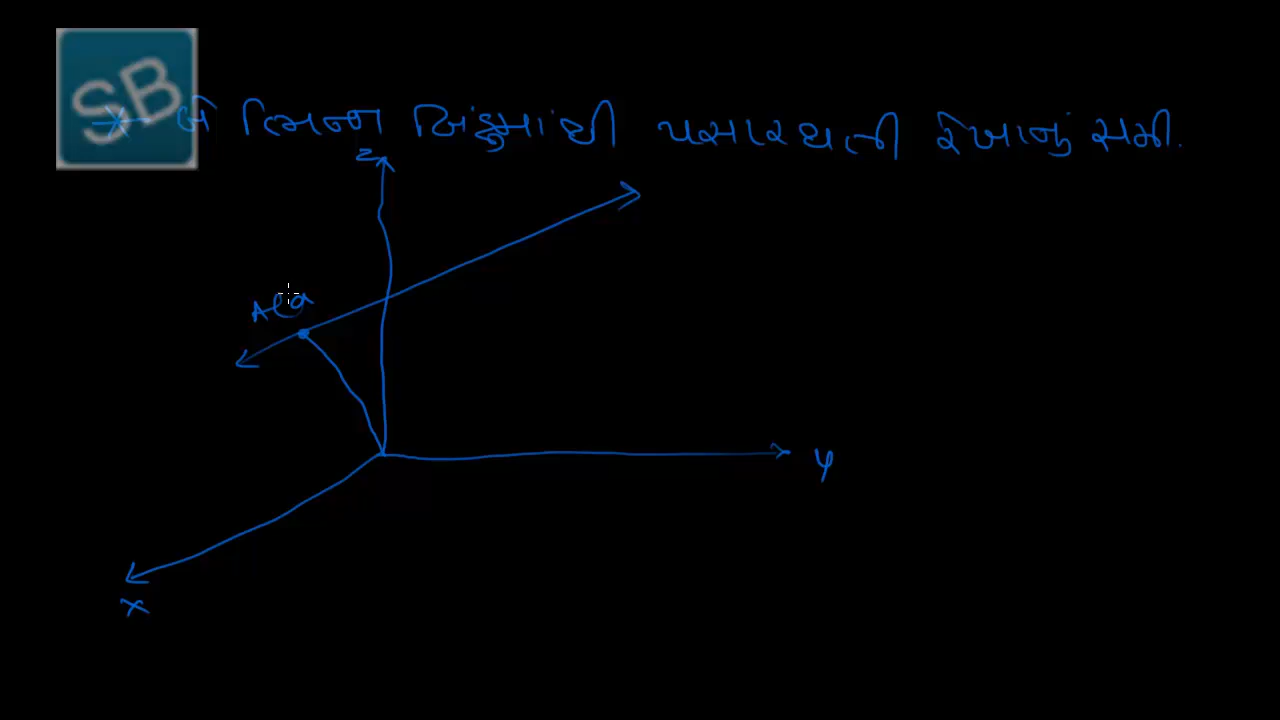 SB
* બે ભિન્ન બિંદુમાંથી પસાર થતી રેખાનું સમી.
z
A(a
y
x